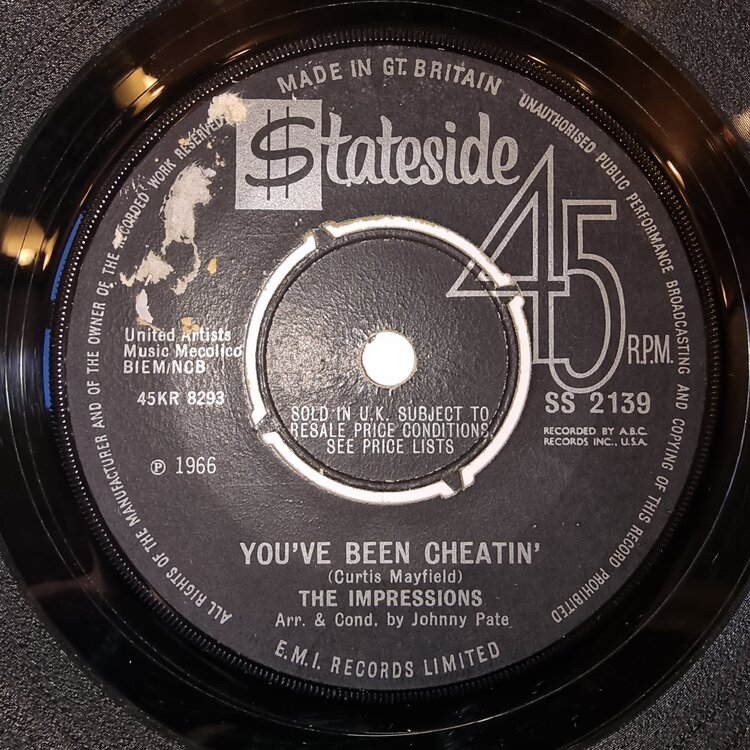 MADE IN GT. BRITAIN
UNAUTHORISED PUBLIC PERFORMANCE BROADCASTING AND COPYING OF THIS RECORD PROHIBITED
ALL RIGHTS OF THE MANUFACTURER AND OF THE OWNER OF THE RECORDED WORK RESERVED
$tateside
45
R.P.M.
United Artists
Music Mecolico
BIEM/NCB
45KR 8293
℗ 1966
SOLD IN U.K. SUBJECT TO
RESALE PRICE CONDITIONS,
SEE PRICE LISTS
SS 2139
RECORDED BY A.B.C.
RECORDS INC., U.S.A.
YOU'VE BEEN CHEATIN'
(Curtis Mayfield)
THE IMPRESSIONS
Arr. & Cond. by Johnny Pate
E.M.I. RECORDS LIMITED